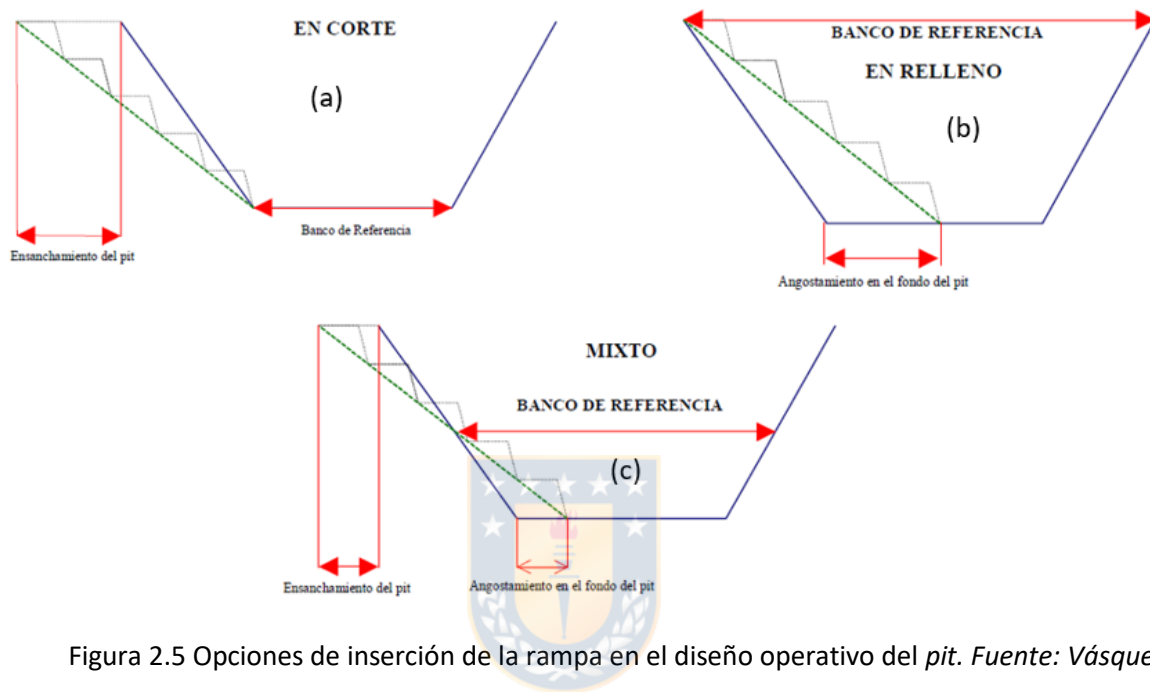 EN CORTE
(a)
Banco de Referencia
Ensanchamiento del pit
BANCO DE REFERENCIA
EN RELLENO
(b)
Angostamiento en el fondo del pit
MIXTO
BANCO DE REFERENCIA
(c)
Ensanchamiento del pit
Angostamiento en el fondo del pit
Figura 2.5 Opciones de inserción de la rampa en el diseño operativo del pit. Fuente: Vásque